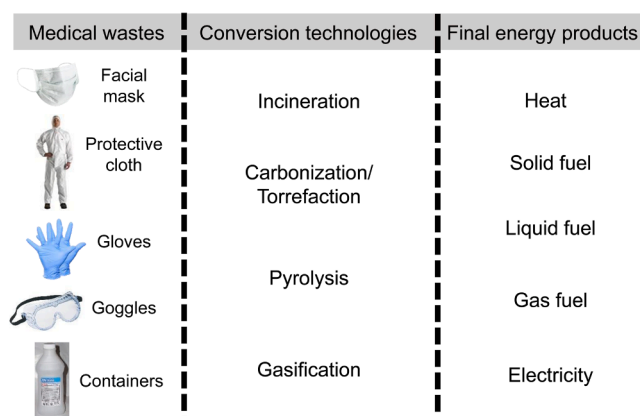 Medical wastes
Conversion technologies
Final energy products
Facial
mask
Protective
cloth
Gloves
Goggles
Containers
Incineration
Carbonization/
Torrefaction
Pyrolysis
Gasification
Heat
Solid fuel
Liquid fuel
Gas fuel
Electricity